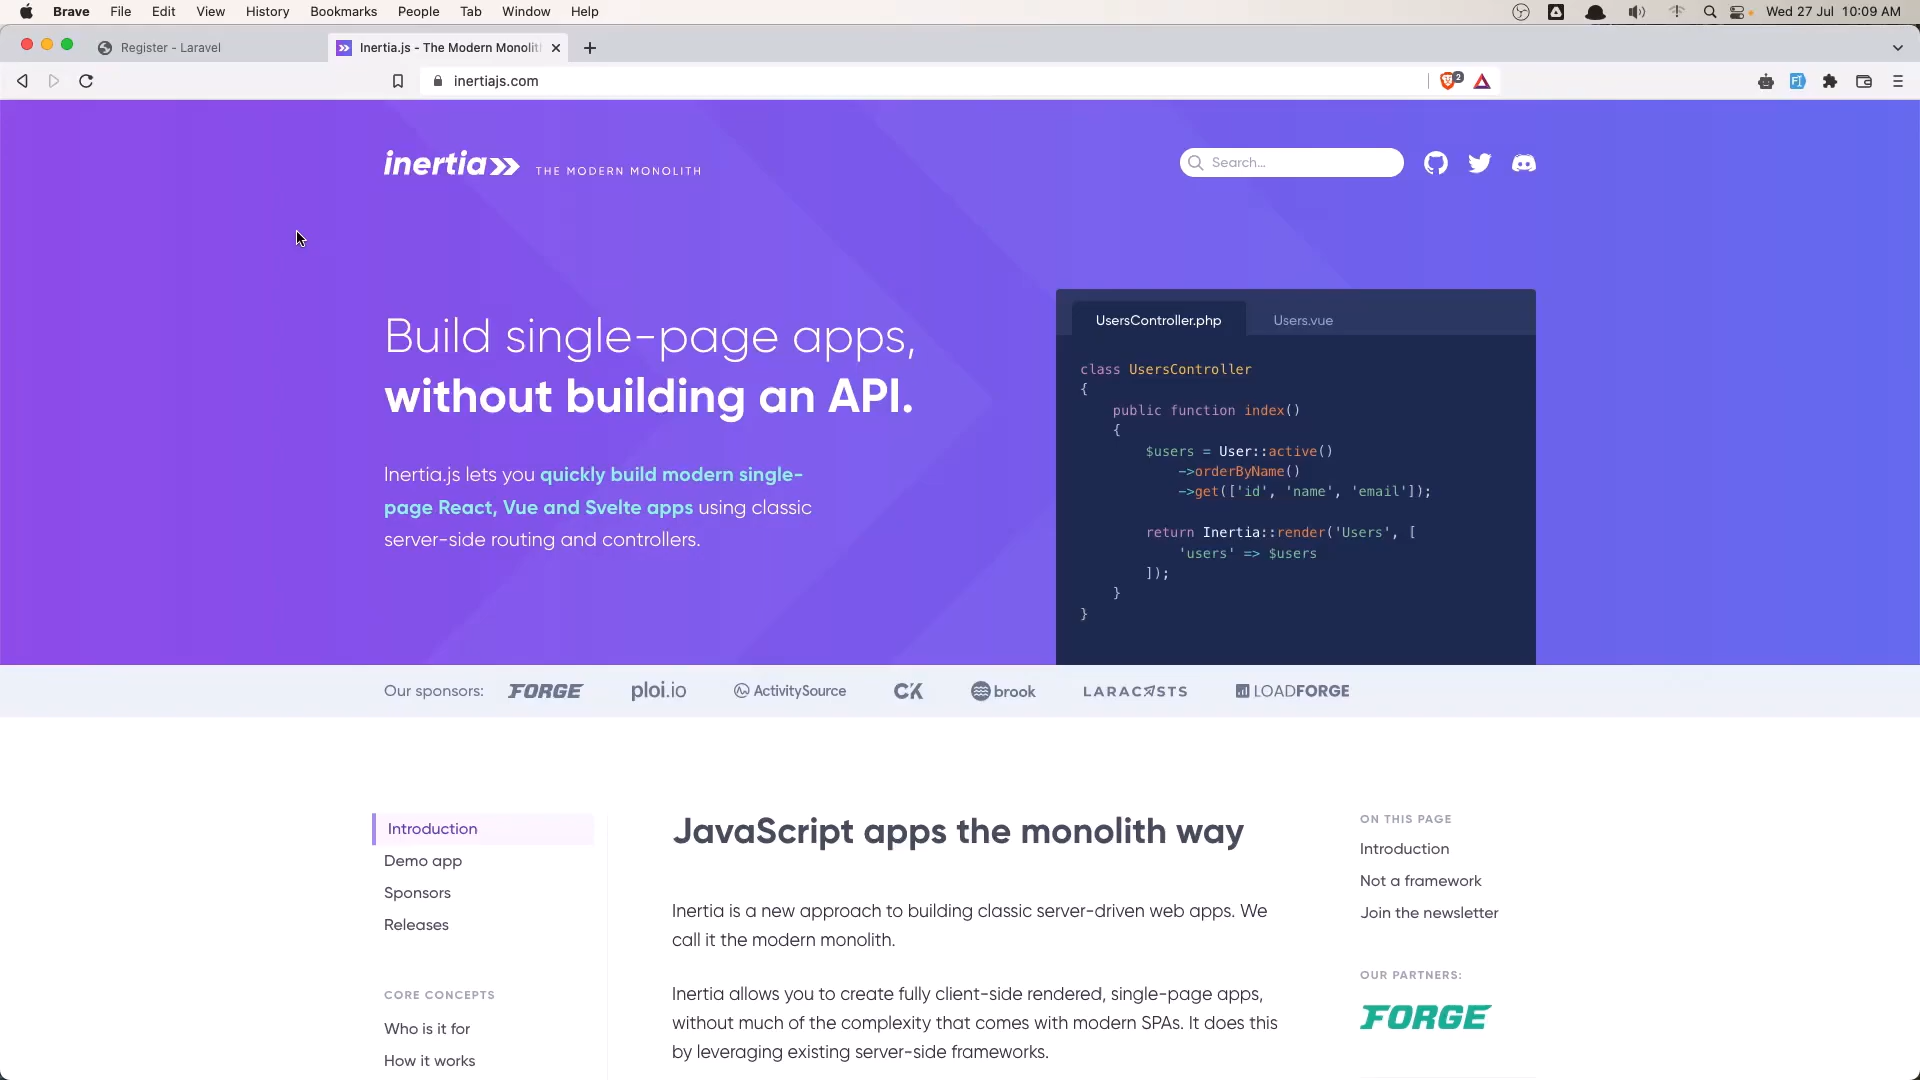 Brave File Edit View History Bookmarks People Tab Window Help Wed 27 Jul 10:09 AM
Register - Laravel Inertia.js - The Modern Monolit
inertiajs.com 2
inertia THE MODERN MONOLITH Search...
Build single-page apps,
without building an API.
Inertia.js lets you quickly build modern single-
page React, Vue and Svelte apps using classic
server-side routing and controllers.
UsersController.php Users.vue
class UsersController
{
public function index()
{
$users = User::active()
->orderByName()
->get(['id', 'name', 'email']);
return Inertia::render('Users', [
'users' => $users
]);
}
}
Our sponsors: FORGE ploi.io ActivitySource CK brook LARACASTS LOADFORGE
Introduction
Demo app
Sponsors
Releases
CORE CONCEPTS
Who is it for
How it works
JavaScript apps the monolith way
Inertia is a new approach to building classic server-driven web apps. We
call it the modern monolith.
Inertia allows you to create fully client-side rendered, single-page apps,
without much of the complexity that comes with modern SPAs. It does this
by leveraging existing server-side frameworks.
ON THIS PAGE
Introduction
Not a framework
Join the newsletter
OUR PARTNERS:
FORGE